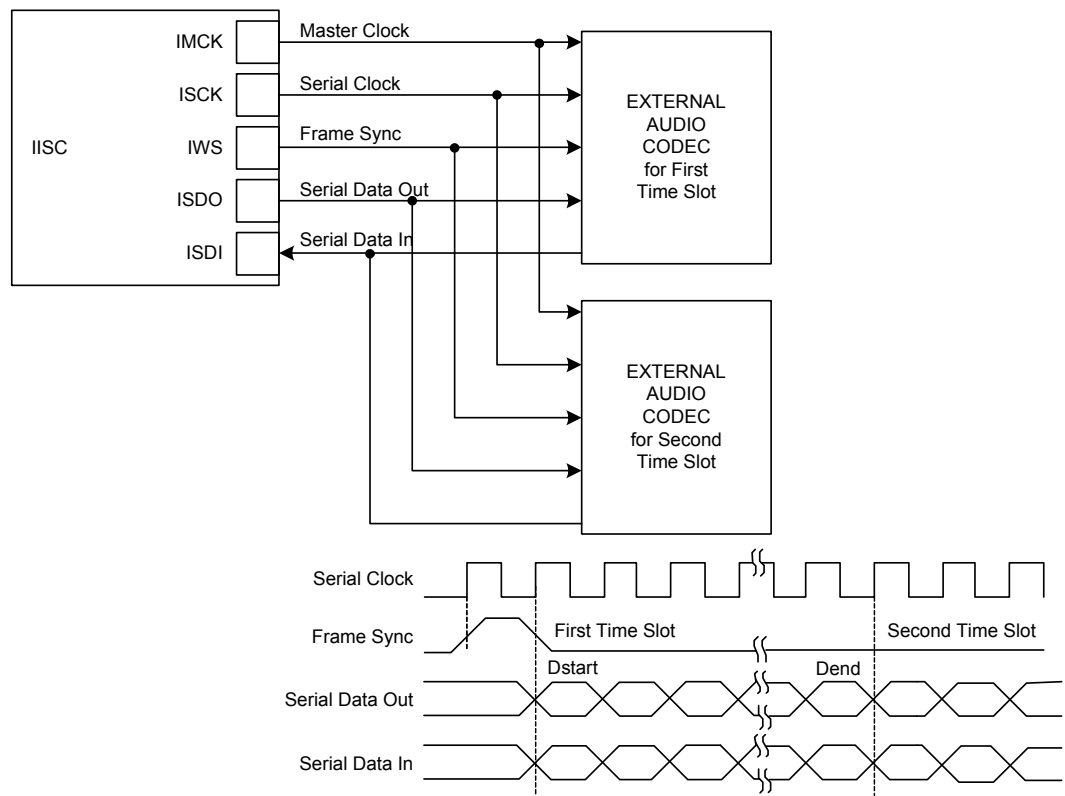 IISC
IMCK
Master Clock
ISCK
Serial Clock
IWS
Frame Sync
ISDO
Serial Data Out
ISDI
Serial Data In
EXTERNAL
AUDIO
CODEC
for First
Time Slot
EXTERNAL
AUDIO
CODEC
for Second
Time Slot
Serial Clock
Frame Sync
First Time Slot
Second Time Slot
Dstart
Dend
Serial Data Out
Serial Data In